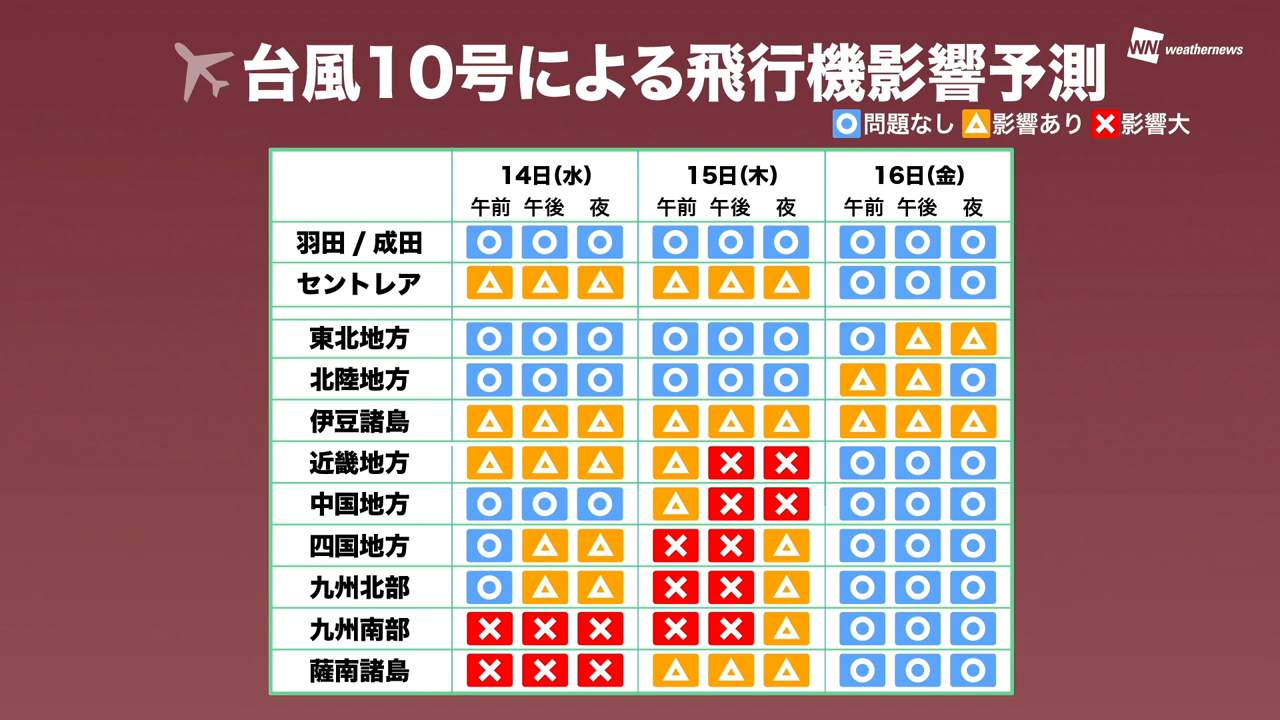 台風10号による飛行機影響予測
WNI weathernews
○問題なし △影響あり ×影響大
14日(水) 15日(木) 16日(金)
午前 午後 夜 午前 午後 夜 午前 午後 夜
羽田 / 成田 ○ ○ ○ ○ ○ ○ ○ ○ ○
セントレア △ △ △ △ △ △ ○ ○ ○
東北地方 ○ ○ ○ ○ ○ ○ ○ △ △
北陸地方 ○ ○ ○ ○ ○ ○ △ △ ○
伊豆諸島 △ △ △ △ △ △ △ △ △
近畿地方 △ △ △ △ × × ○ ○ ○
中国地方 ○ ○ ○ △ × × ○ ○ ○
四国地方 ○ △ △ × × △ ○ ○ ○
九州北部 ○ △ △ × × △ ○ ○ ○
九州南部 × × × × × △ ○ ○ ○
薩南諸島 × × × △ △ △ ○ ○ ○